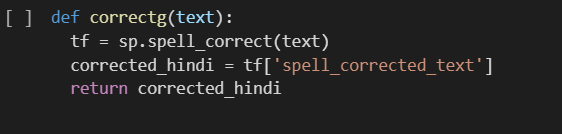 [ ] def correctg(text):
  tf = sp.spell_correct(text)
  corrected_hindi = tf['spell_corrected_text']
  return corrected_hindi